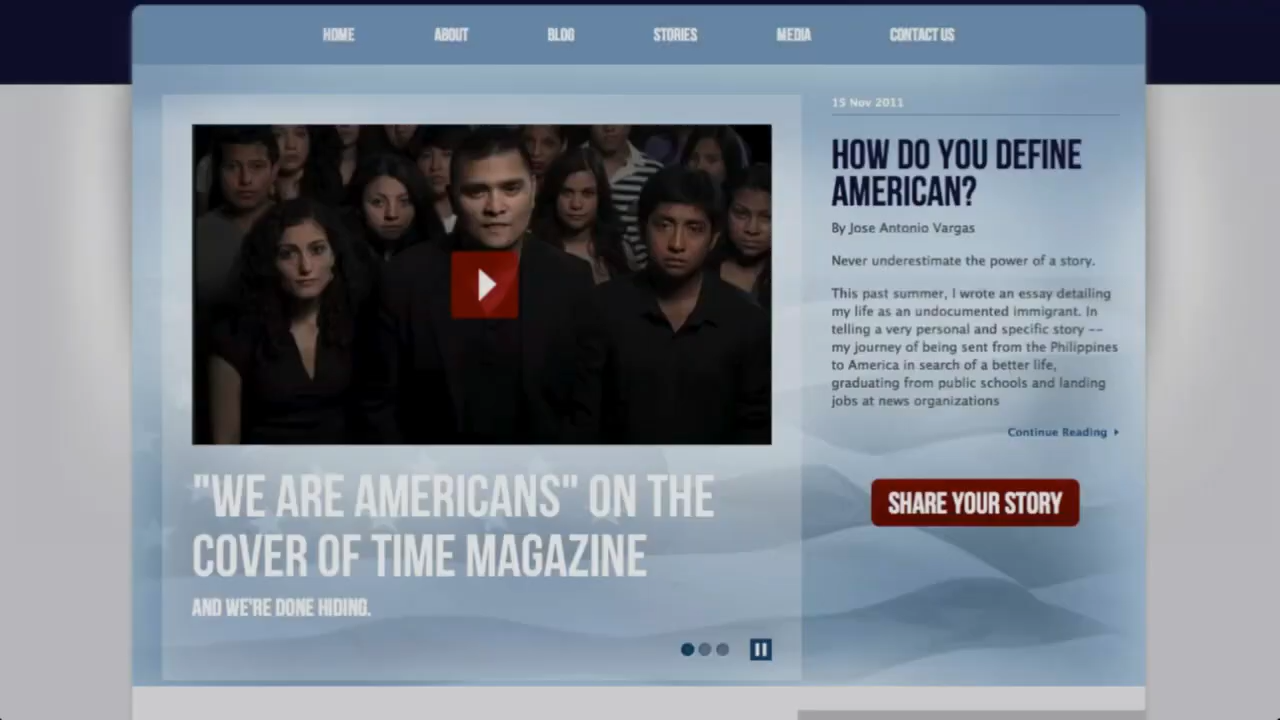 HOME ABOUT BLOG STORIES MEDIA CONTACT US
15 Nov 2011
HOW DO YOU DEFINE
AMERICAN?
By Jose Antonio Vargas
Never underestimate the power of a story.
This past summer, I wrote an essay detailing
my life as an undocumented immigrant. In
telling a very personal and specific story --
my journey of being sent from the Philippines
to America in search of a better life,
graduating from public schools and landing
jobs at news organizations
Continue Reading
SHARE YOUR STORY
"WE ARE AMERICANS" ON THE
COVER OF TIME MAGAZINE
AND WE'RE DONE HIDING.